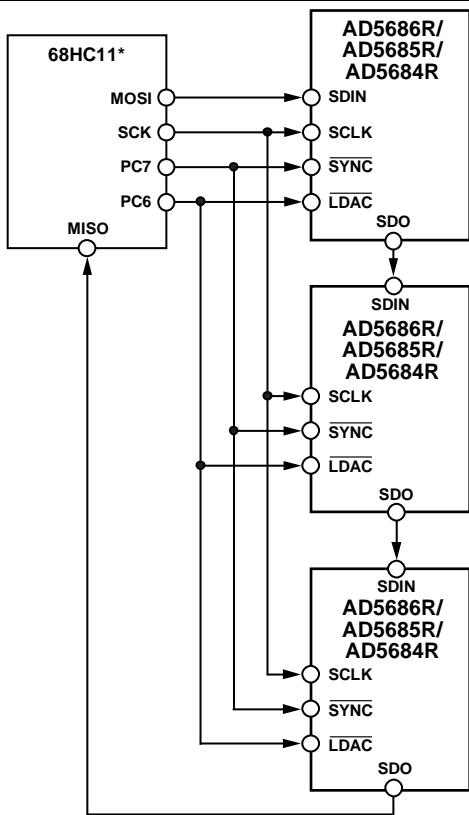 68HC11*
MOSI
SCK
PC7
PC6
MISO
AD5686R/
AD5685R/
AD5684R
SDIN
SCLK
SYNC
LDAC
SDO
SDIN
AD5686R/
AD5685R/
AD5684R
SCLK
SYNC
LDAC
SDO
SDIN
AD5686R/
AD5685R/
AD5684R
SCLK
SYNC
LDAC
SDO